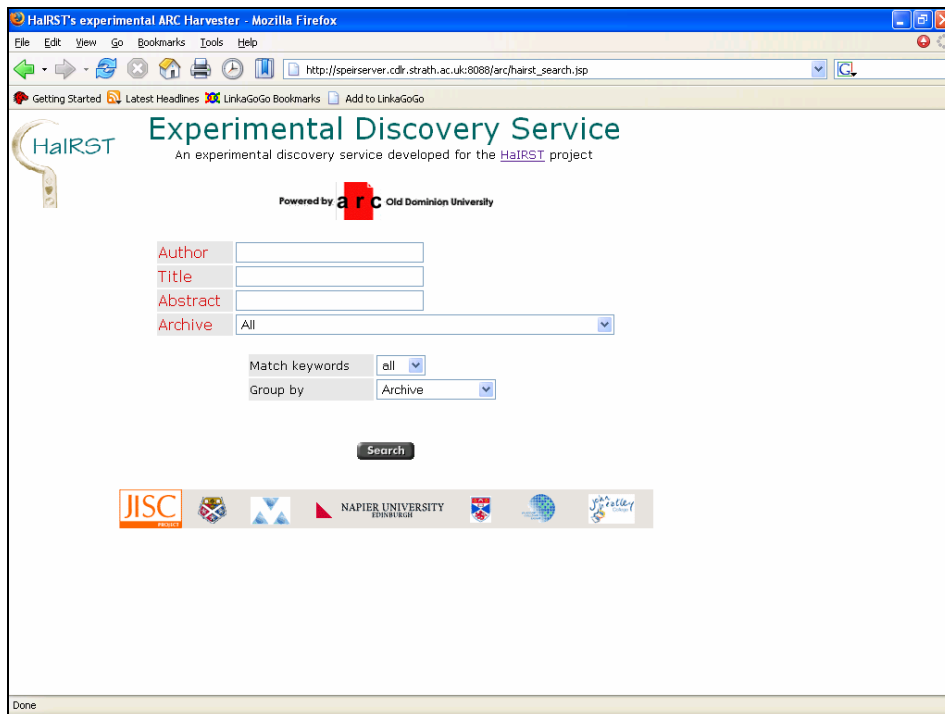 HaIRST's experimental ARC Harvester - Mozilla Firefox
File Edit View Go Bookmarks Tools Help
http://speirserver.cdlr.strath.ac.uk:8088/arc/hairst_search.jsp
G
Getting Started Latest Headlines LinkaGoGo Bookmarks Add to LinkaGoGo
HaIRST
Experimental Discovery Service
An experimental discovery service developed for the HaIRST project
Powered by arc Old Dominion University
Author
Title
Abstract
Archive All
Match keywords all
Group by Archive
Search
JISC
PROJECT
NAPIER UNIVERSITY
EDINBURGH
Done